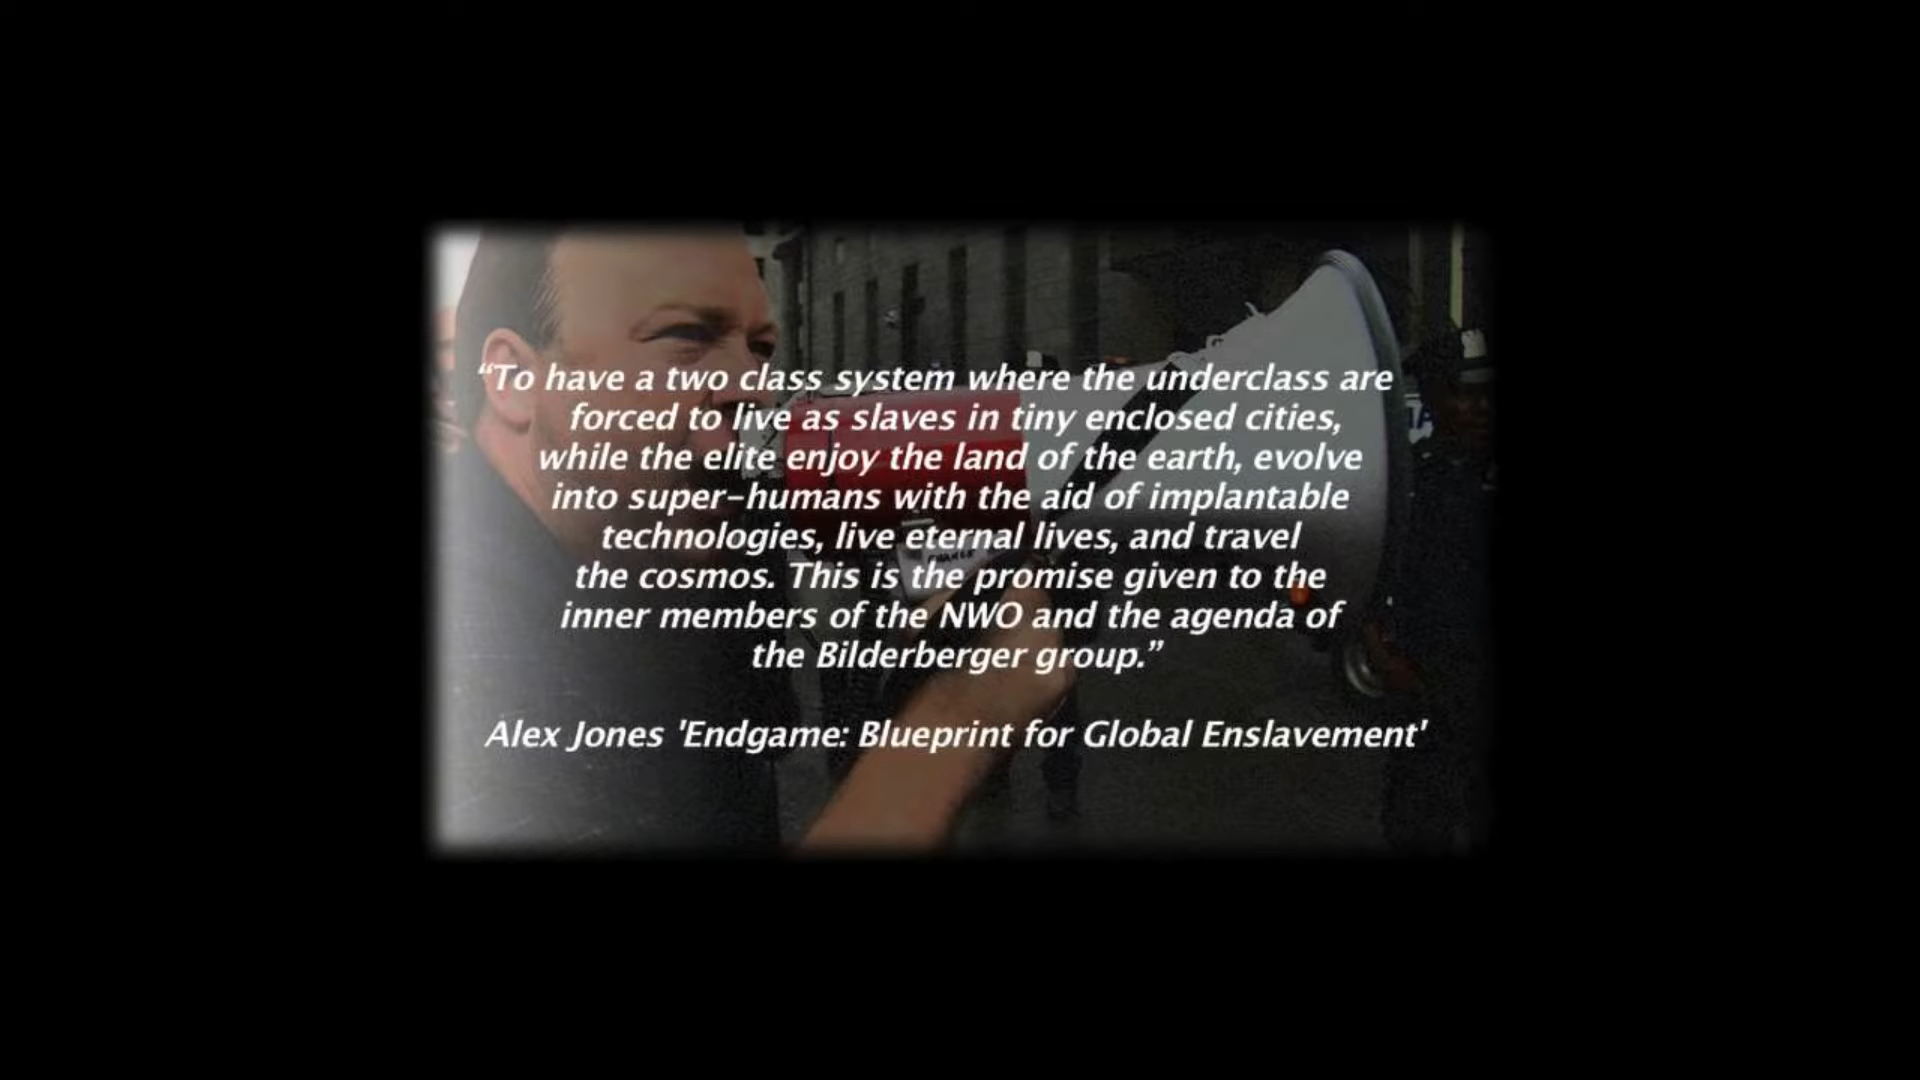 “To have a two class system where the underclass are
forced to live as slaves in tiny enclosed cities,
while the elite enjoy the land of the earth, evolve
into super-humans with the aid of implantable
technologies, live eternal lives, and travel
the cosmos. This is the promise given to the
inner members of the NWO and the agenda of
the Bilderberger group.”
Alex Jones 'Endgame: Blueprint for Global Enslavement'